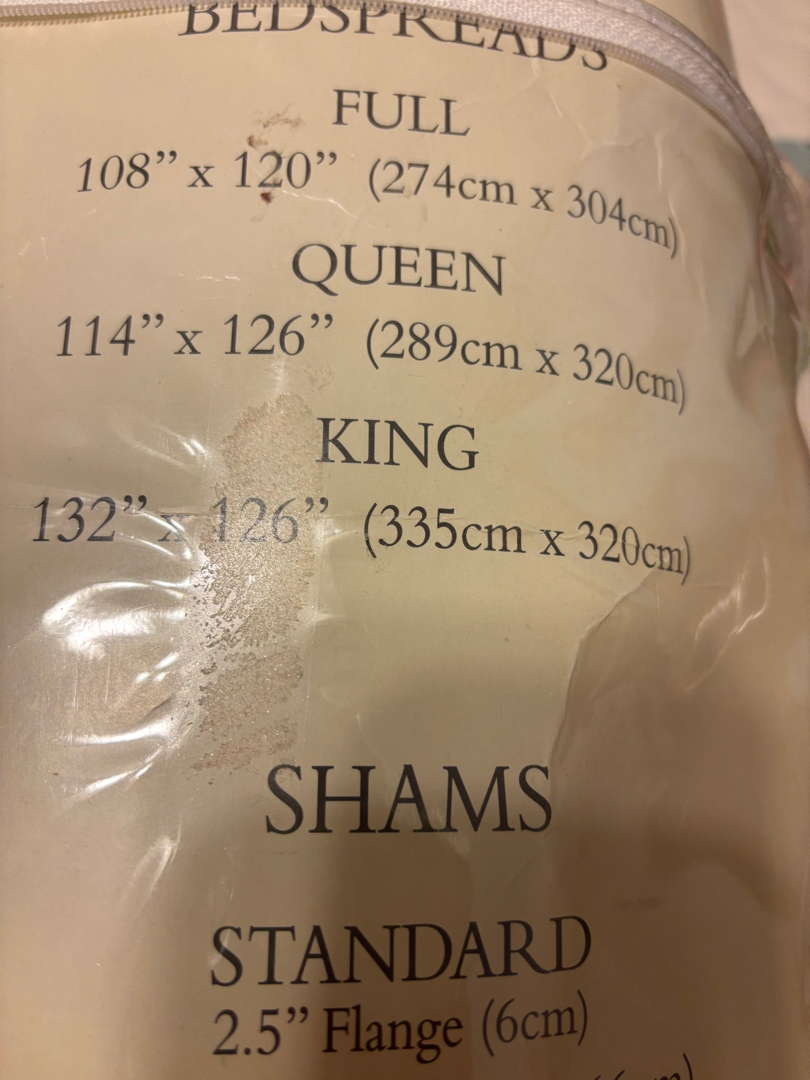 BEDSPREADS
FULL
108” x 120” (274cm x 304cm)
QUEEN
114” x 126” (289cm x 320cm)
KING
132” x 126” (335cm x 320cm)
SHAMS
STANDARD
2.5” Flange (6cm)